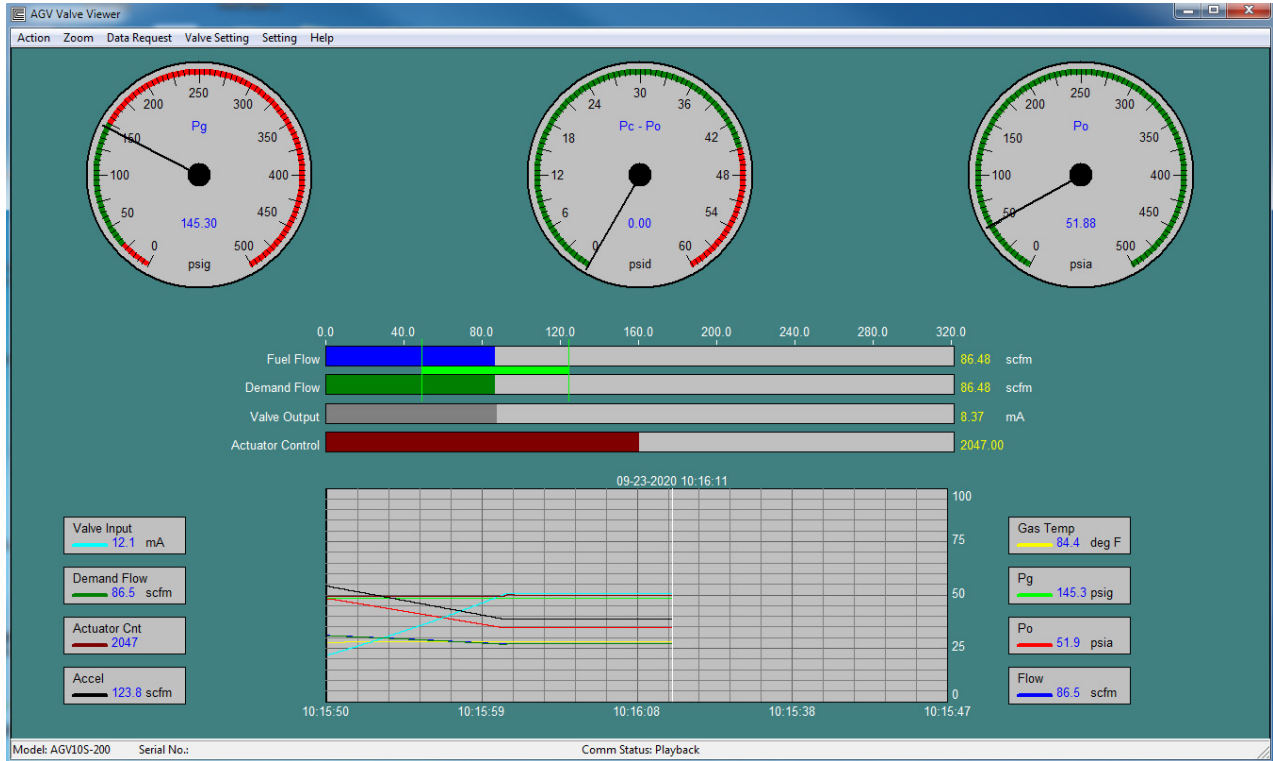 AGV Valve Viewer
Action Zoom Data Request Valve Setting Setting Help
0 50 100 150 200 250 300 350 400 450 500
Pg
145.30
psig
0 6 12 18 24 30 36 42 48 54 60
Pc - Po
0.00
psid
0 50 100 150 200 250 300 350 400 450 500
Po
51.88
psia
0.0 40.0 80.0 120.0 160.0 200.0 240.0 280.0 320.0
Fuel Flow 86.48 scfm
Demand Flow 86.48 scfm
Valve Output 8.37 mA
Actuator Control 2047.00
09-23-2020 10:16:11
100
75
50
25
0
10:15:50 10:15:59 10:16:08 10:15:38 10:15:47
Valve Input
12.1 mA
Demand Flow
86.5 scfm
Actuator Cnt
2047
Accel
123.8 scfm
Gas Temp
84.4 deg F
Pg
145.3 psig
Po
51.9 psia
Flow
86.5 scfm
Model: AGV10S-200 Serial No.: Comm Status: Playback